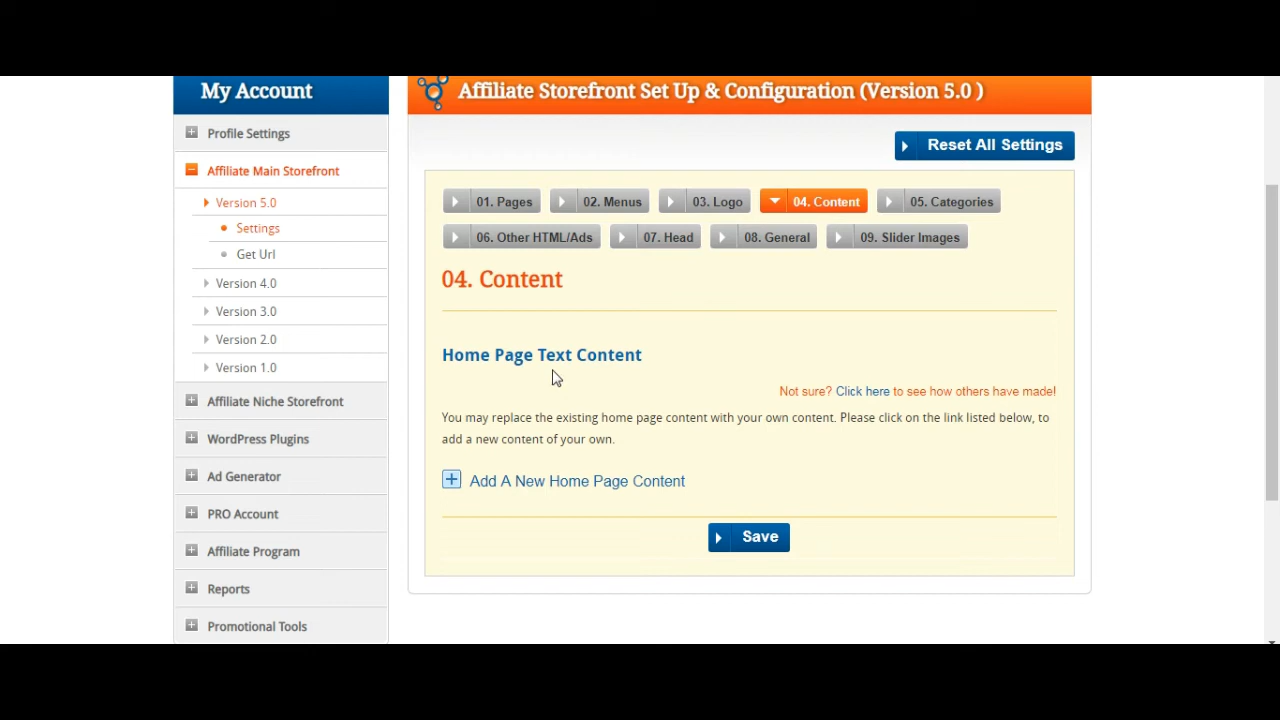 My Account
Profile Settings
Affiliate Main Storefront
Version 5.0
Settings
Get Url
Version 4.0
Version 3.0
Version 2.0
Version 1.0
Affiliate Niche Storefront
WordPress Plugins
Ad Generator
PRO Account
Affiliate Program
Reports
Promotional Tools
Affiliate Storefront Set Up & Configuration (Version 5.0 )
Reset All Settings
01. Pages 02. Menus 03. Logo 04. Content 05. Categories
06. Other HTML/Ads 07. Head 08. General 09. Slider Images
04. Content
Home Page Text Content
Not sure? Click here to see how others have made!
You may replace the existing home page content with your own content. Please click on the link listed below, to
add a new content of your own.
Add A New Home Page Content
Save